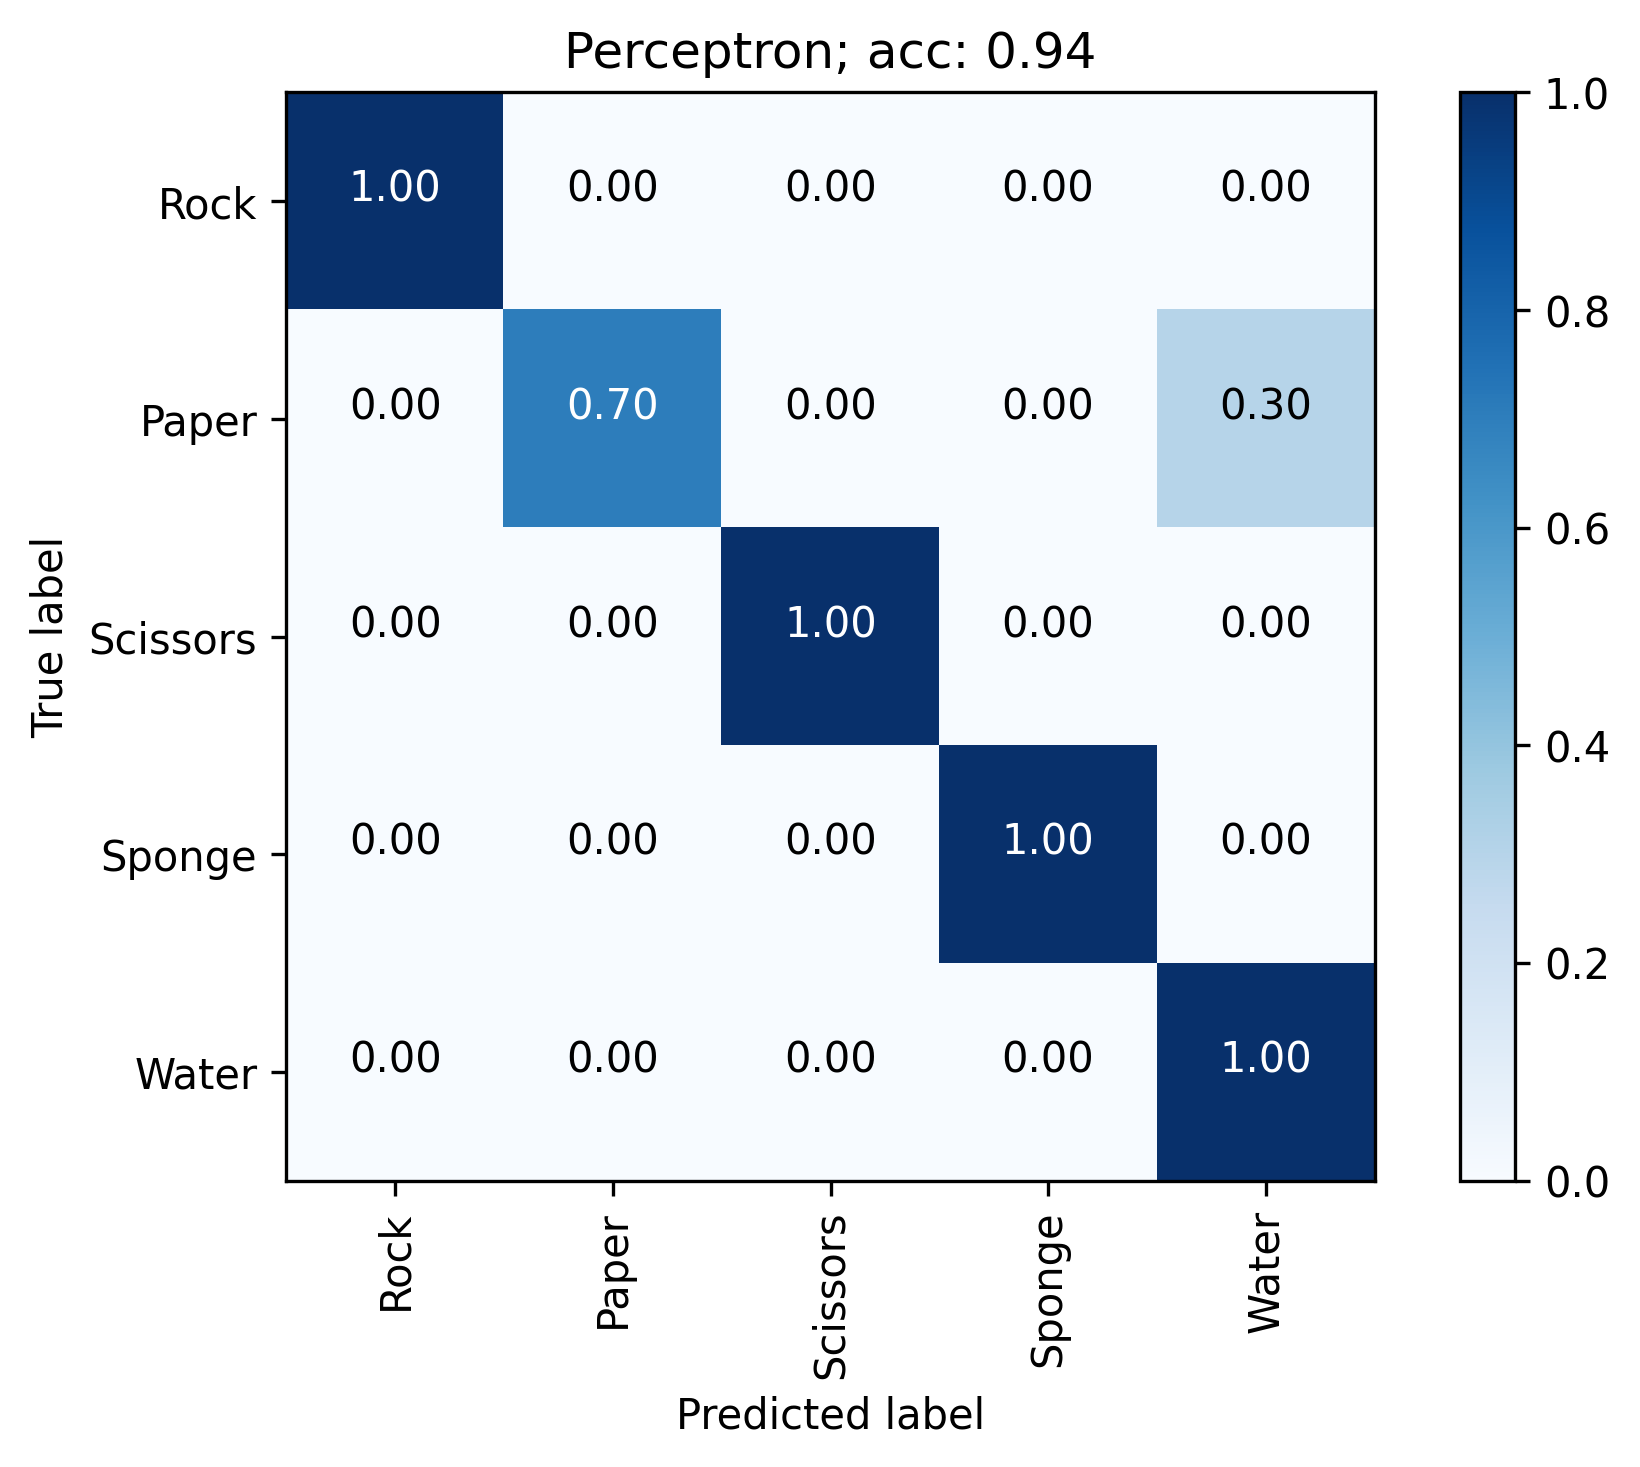 Perceptron; acc: 0.94
True label
Rock 1.00 0.00 0.00 0.00 0.00
Paper 0.00 0.70 0.00 0.00 0.30
Scissors 0.00 0.00 1.00 0.00 0.00
Sponge 0.00 0.00 0.00 1.00 0.00
Water 0.00 0.00 0.00 0.00 1.00
Rock Paper Scissors Sponge Water
Predicted label
1.0
0.8
0.6
0.4
0.2
0.0